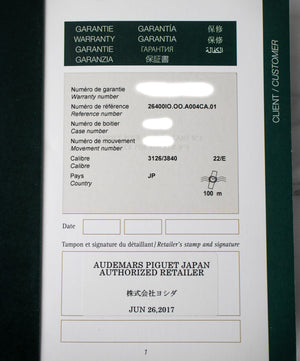 GARANTIE GARANTÍA 保修
WARRANTY GARANTIA 保修
GARANTIE ГАРАНТИЯ الكفالة
GARANZIA 保証書
CLIENT / CUSTOMER
Numéro de garantie
Warranty number
Numéro de référence 26400IO.OO.A004CA.01
Reference number
Numéro de boîtier
Case number
Numéro de mouvement
Movement number
Calibre 3126/3840 22/E
Calibre
Pays JP
Country
100 m
Date
Tampon et signature du détaillant / Retailer's stamp and signature
AUDEMARS PIGUET JAPAN
AUTHORIZED RETAILER
株式会社ヨシダ
JUN 26,2017
1